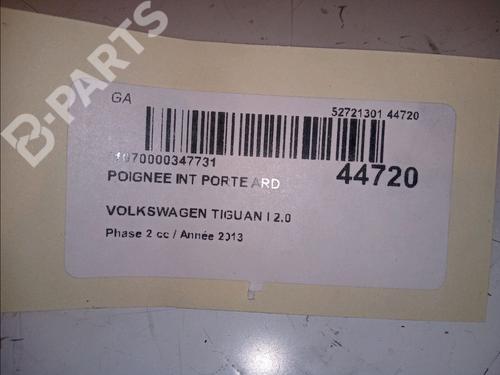 B-PARTS
GA
52721301 44720
1070000347731
44720
POIGNEE INT PORTE ARD
VOLKSWAGEN TIGUAN I 2.0
Phase 2 cc / Année 2013